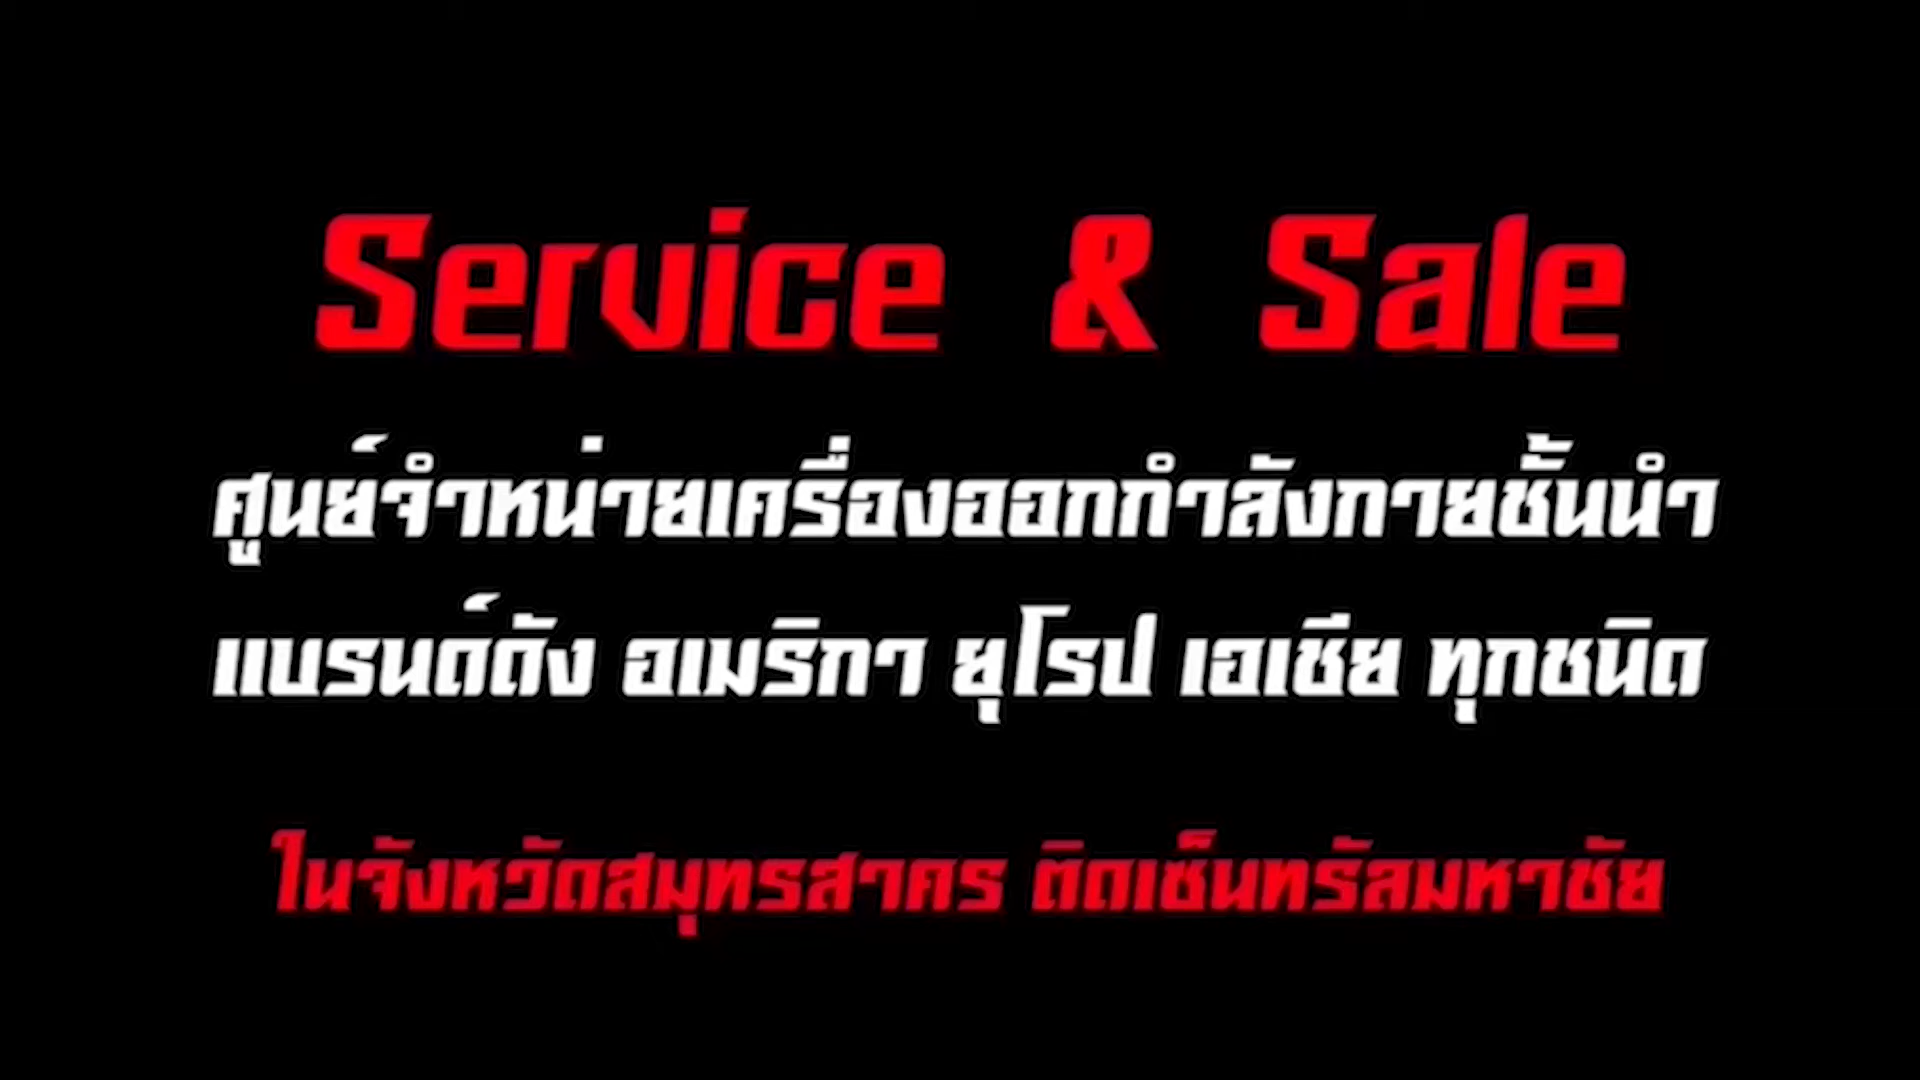 Service & Sale
ศูนย์จำหน่ายเครื่องออกกำลังกายชั้นนำ
แบรนด์ดัง อเมริกา ยุโรป เอเชีย ทุกชนิด
ในจังหวัดสมุทรสาคร ติดเซ็นทรัลมหาชัย